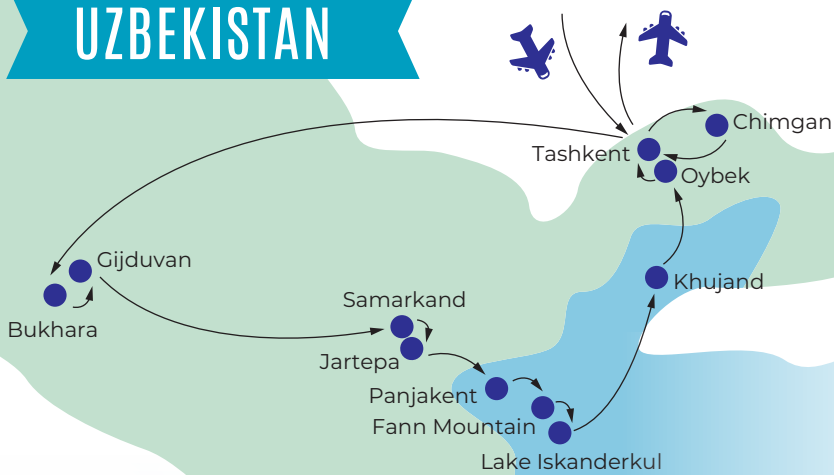 UZBEKISTAN
Chimgan
Tashkent
Oybek
Gijduvan
Khujand
Bukhara
Samarkand
Jartepa
Panjakent
Fann Mountain
Lake Iskanderkul